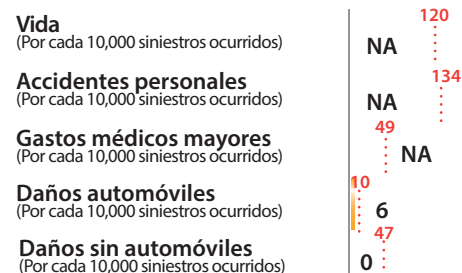 Vida 120
(Por cada 10,000 siniestros ocurridos) NA
Accidentes personales 134
(Por cada 10,000 siniestros ocurridos) NA
Gastos médicos mayores 49
(Por cada 10,000 siniestros ocurridos) NA
Daños automóviles 10
(Por cada 10,000 siniestros ocurridos) 6
Daños sin automóviles 47
(Por cada 10,000 siniestros ocurridos) 0